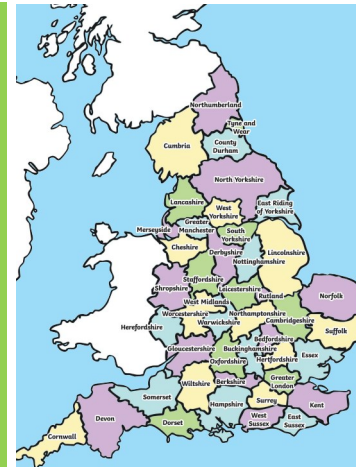 Northumberland
Tyne and
Wear
Cumbria
County
Durham
North Yorkshire
Lancashire
West
Yorkshire
East Riding
of Yorkshire
Greater
Manchester
Merseyside
South
Yorkshire
Cheshire
Derbyshire
Nottinghamshire
Lincolnshire
Staffordshire
Shropshire
Leicestershire
Rutland
Norfolk
West Midlands
Worcestershire
Warwickshire
Northamptonshire
Cambridgeshire
Suffolk
Herefordshire
Bedfordshire
Gloucestershire
Buckinghamshire
Oxfordshire
Hertfordshire
Essex
Greater
London
Wiltshire
Berkshire
Somerset
Hampshire
Surrey
Kent
West
Sussex
East
Sussex
Devon
Dorset
Cornwall